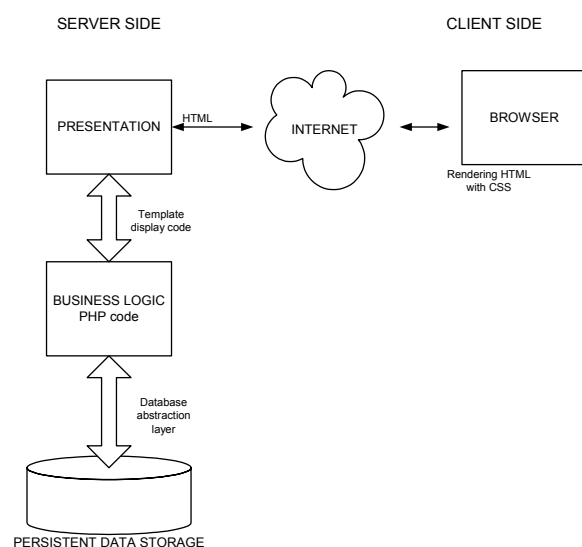 SERVER SIDE
CLIENT SIDE
PRESENTATION
HTML
INTERNET
BROWSER
Rendering HTML
with CSS
Template
display code
BUSINESS LOGIC
PHP code
Database
abstraction
layer
PERSISTENT DATA STORAGE